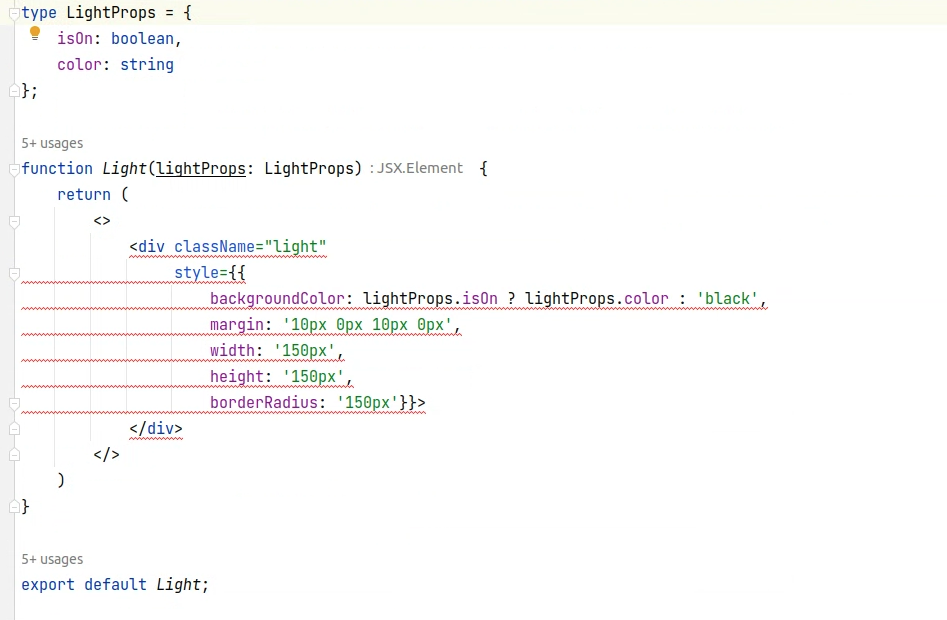 type LightProps = {
    isOn: boolean,
    color: string
};

5+ usages
function Light(lightProps: LightProps) : JSX.Element {
    return (
        <>
            <div className="light"
                 style={{
                     backgroundColor: lightProps.isOn ? lightProps.color : 'black',
                     margin: '10px 0px 10px 0px',
                     width: '150px',
                     height: '150px',
                     borderRadius: '150px'}}>
            </div>
        </>
    )
}

5+ usages
export default Light;